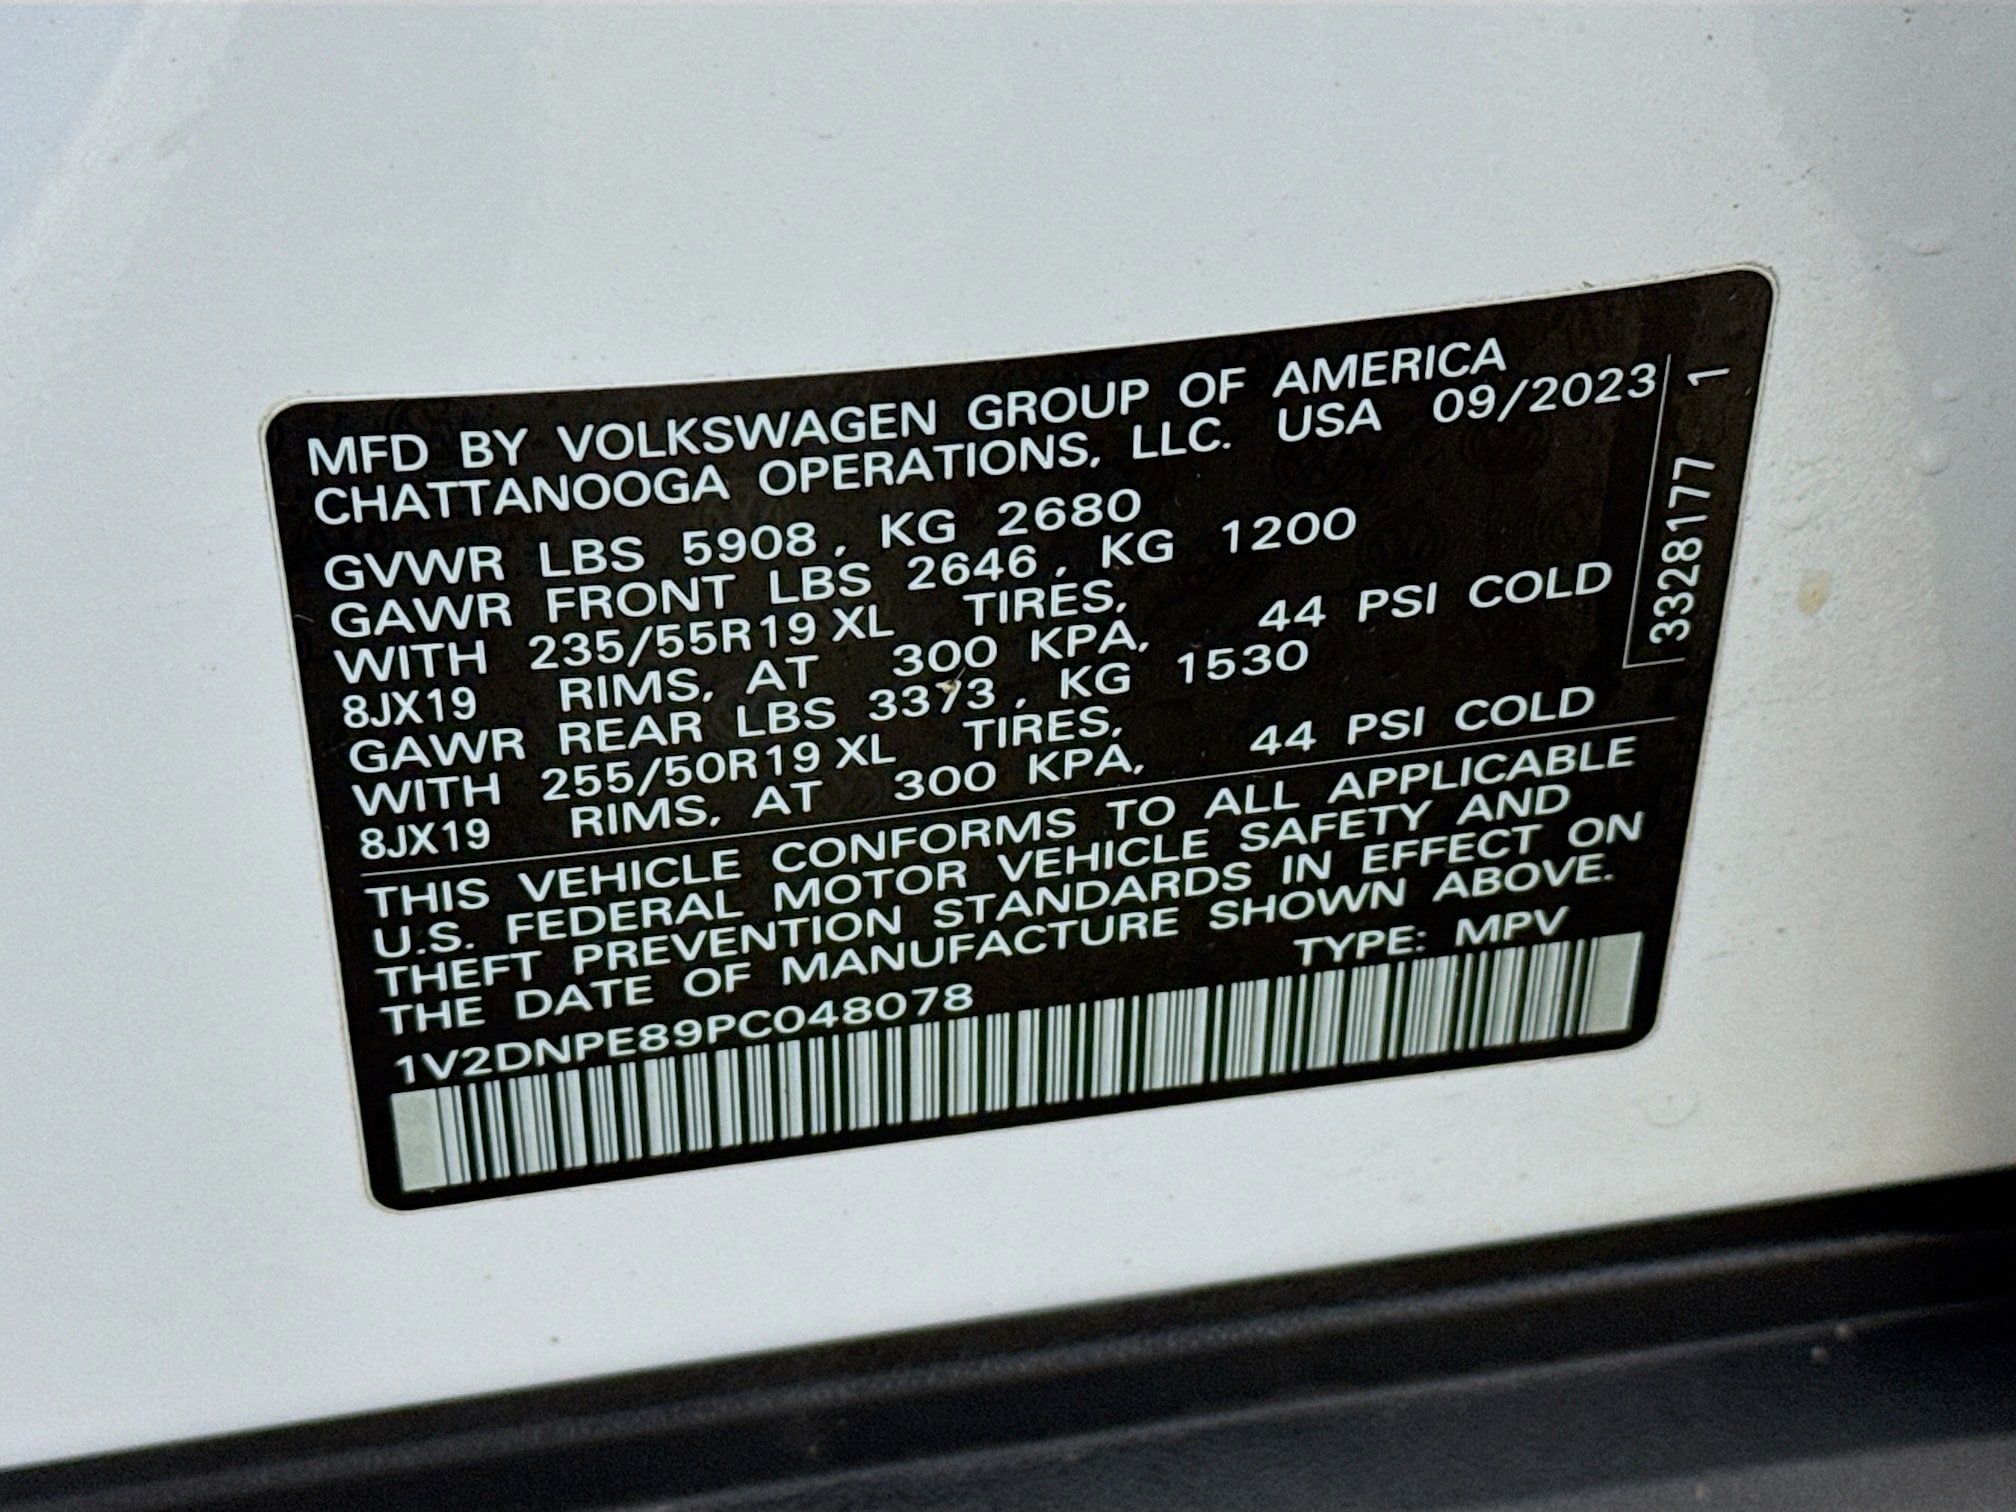 MFD BY VOLKSWAGEN GROUP OF AMERICA
CHATTANOOGA OPERATIONS, LLC. USA 09/2023
GVWR LBS 5908, KG 2680
GAWR FRONT LBS 2646, KG 1200
WITH 235/55R19 XL TIRES,
8JX19 RIMS, AT 300 KPA, 44 PSI COLD
GAWR REAR LBS 3373, KG 1530
WITH 255/50R19 XL TIRES,
8JX19 RIMS, AT 300 KPA, 44 PSI COLD
THIS VEHICLE CONFORMS TO ALL APPLICABLE
U.S. FEDERAL MOTOR VEHICLE SAFETY AND
THEFT PREVENTION STANDARDS IN EFFECT ON
THE DATE OF MANUFACTURE SHOWN ABOVE.
1V2DNPE89PC048078 TYPE: MPV
3328177 1